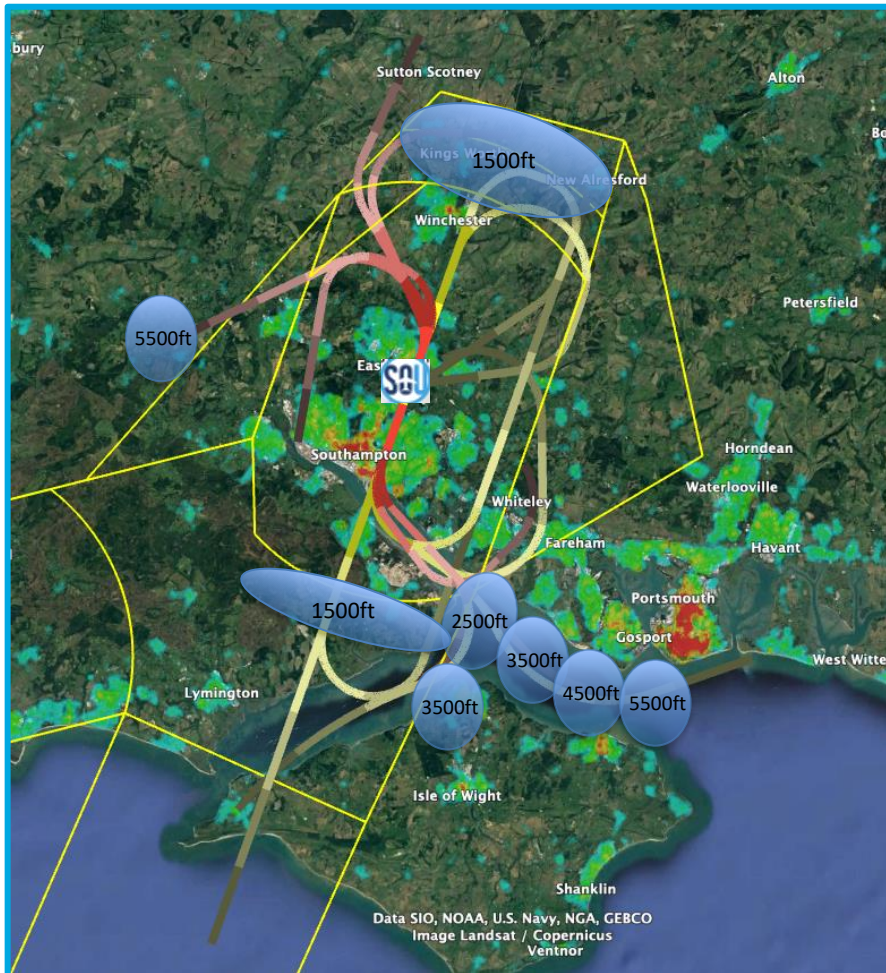 bury
Sutton Scotney
Alton
Bo
Kings W
1500ft
New Alresford
Winchester
Petersfield
5500ft
East
SOU
Southampton
Horndean
Waterlooville
Whiteley
Fareham
Havant
1500ft
2500ft
Portsmouth
Gosport
3500ft
West Witte
Lymington
3500ft
4500ft
5500ft
Isle of Wight
Shanklin
Data SIO, NOAA, U.S. Navy, NGA, GEBCO
Image Landsat / Copernicus
Ventnor